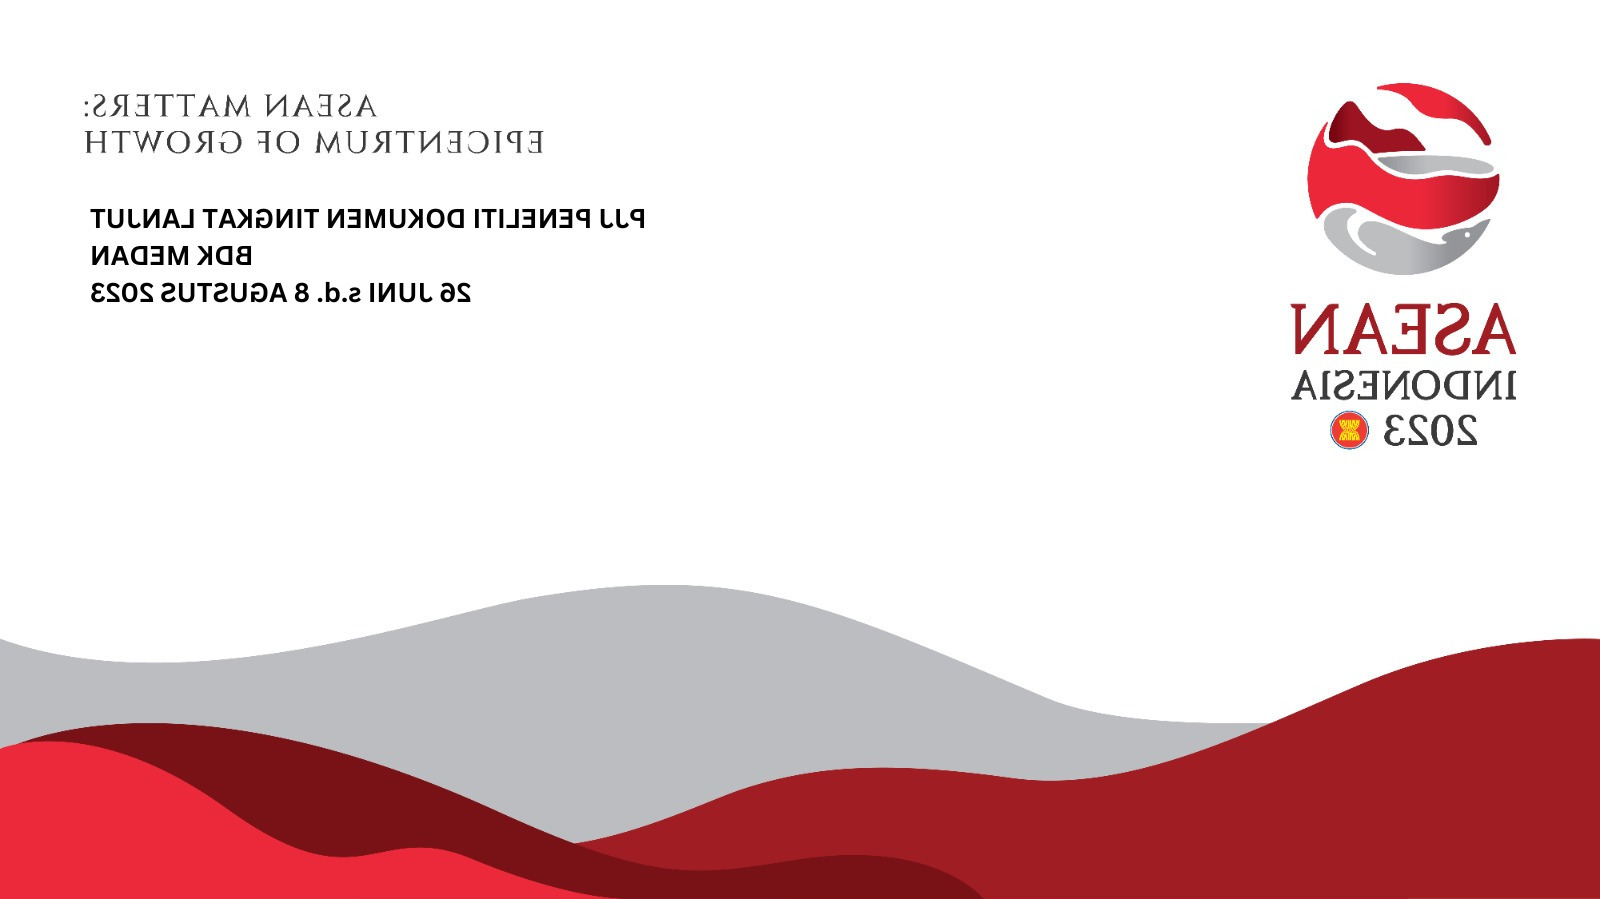 ASEAN MATTERS:
EPICENTRUM OF GROWTH
PJJ PENELITI DOKUMEN TINGKAT LANJUT
BDK MEDAN
26 JUNI s.d. 8 AGUSTUS 2023
ASEAN
INDONESIA
2023